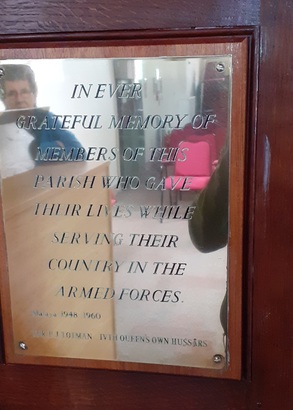 IN EVER
GRATEFUL MEMORY OF
MEMBERS OF THIS
PARISH WHO GAVE
THEIR LIVES WHILE
SERVING THEIR
COUNTRY IN THE
ARMED FORCES.
1948-1960
QUEEN'S OWN HUSSARS